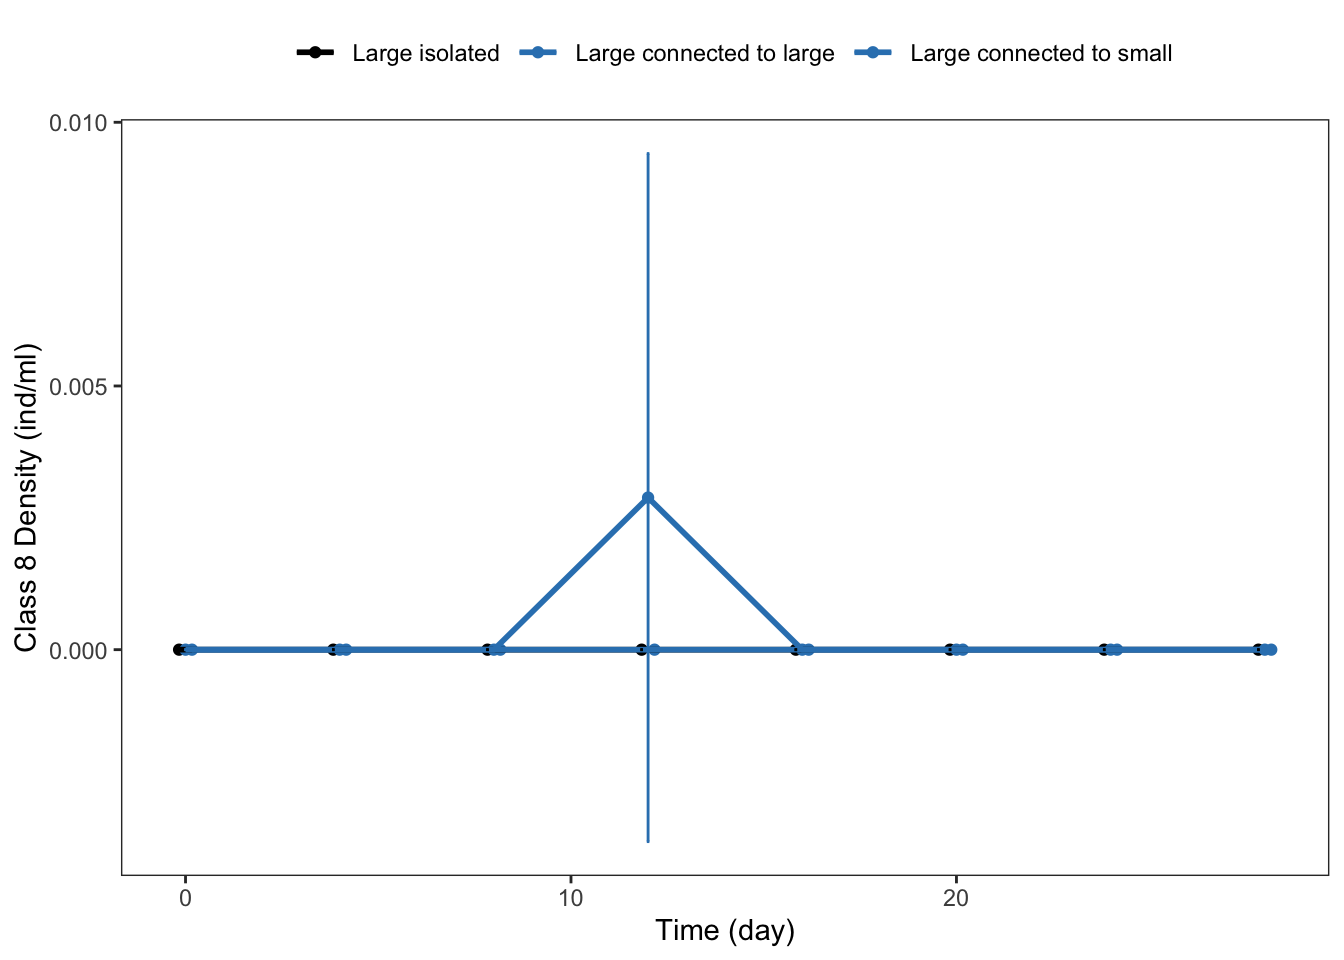 Large isolated Large connected to large Large connected to small
0.010
0.005
0.000
Class 8 Density (ind/ml)
0 10 20
Time (day)